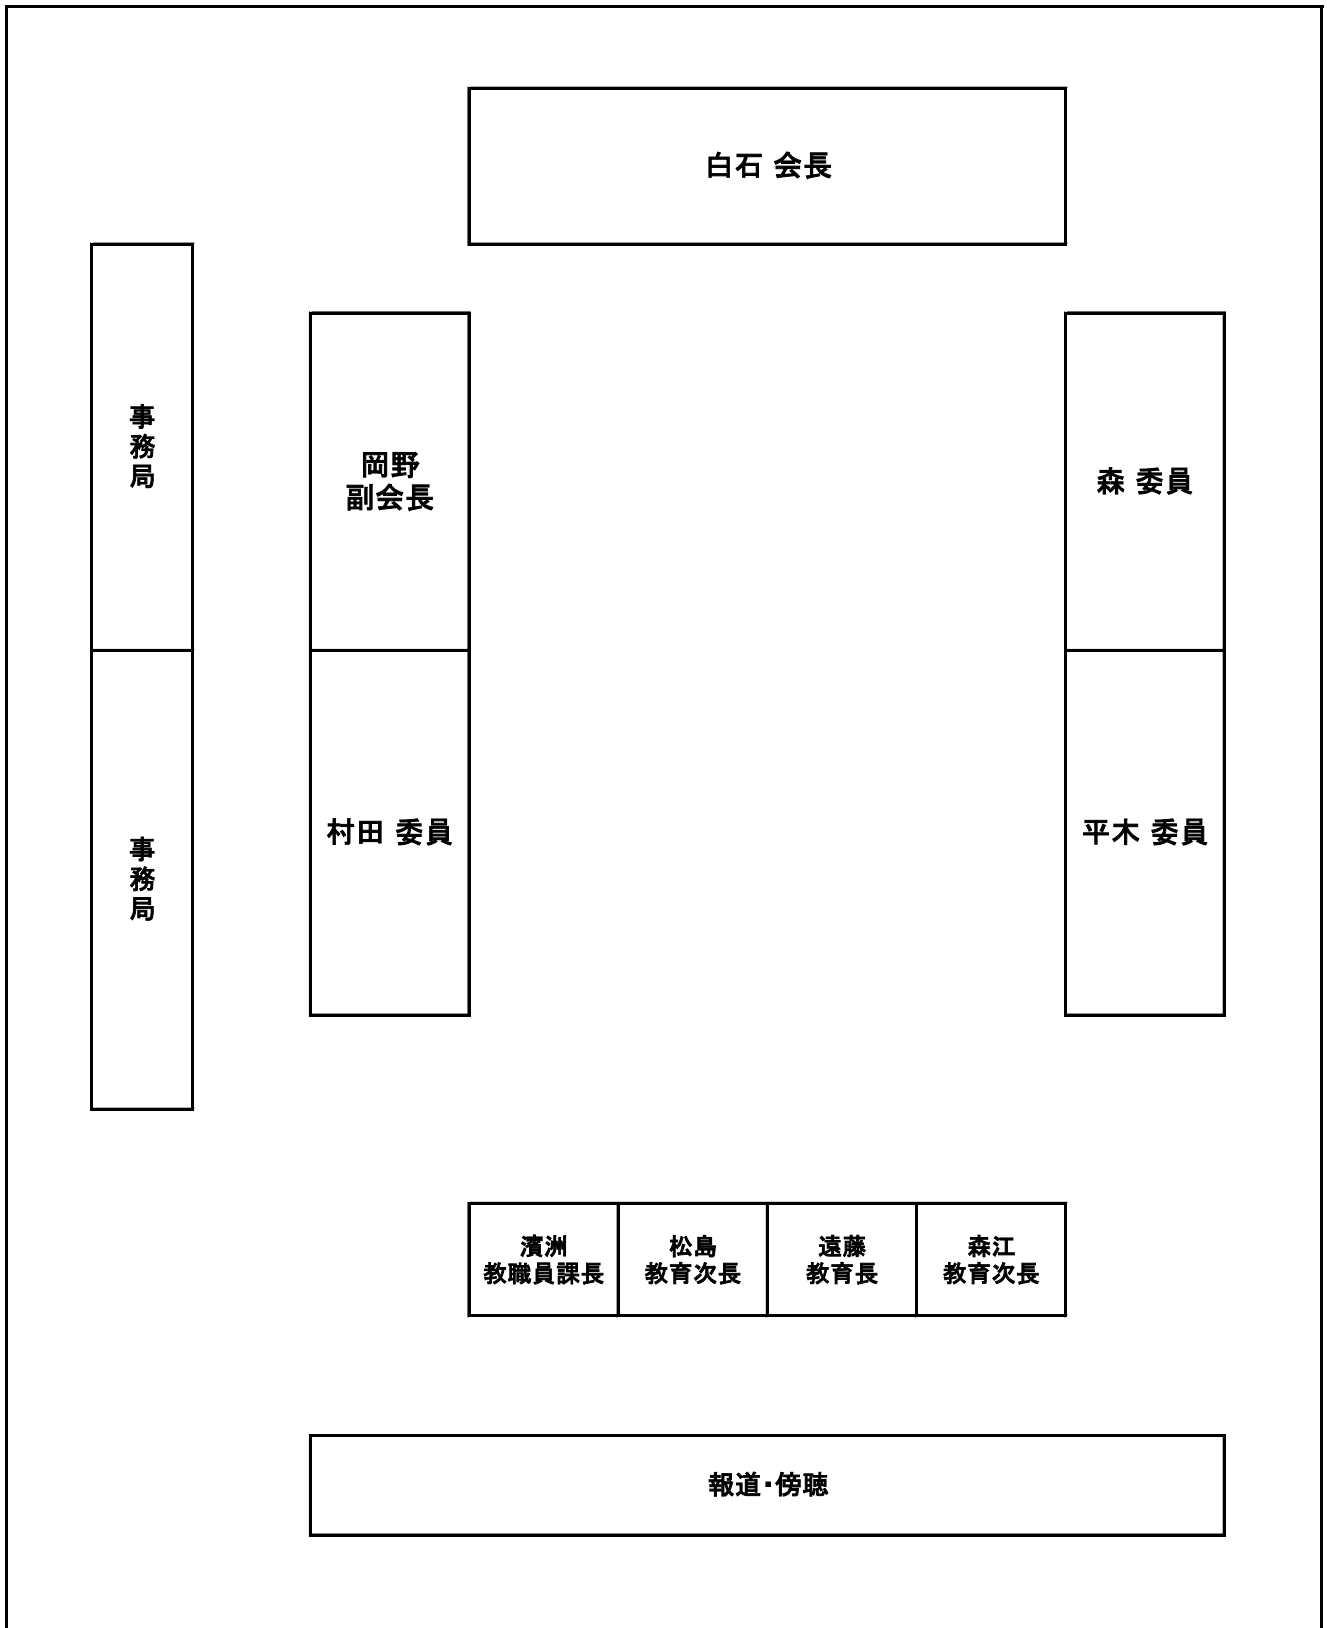 白石 会長
事務局
岡野
副会長
森 委員
村田 委員
平木 委員
事務局
濱洲
教職員課長
松島
教育次長
遠藤
教育長
森江
教育次長
報道・傍聴